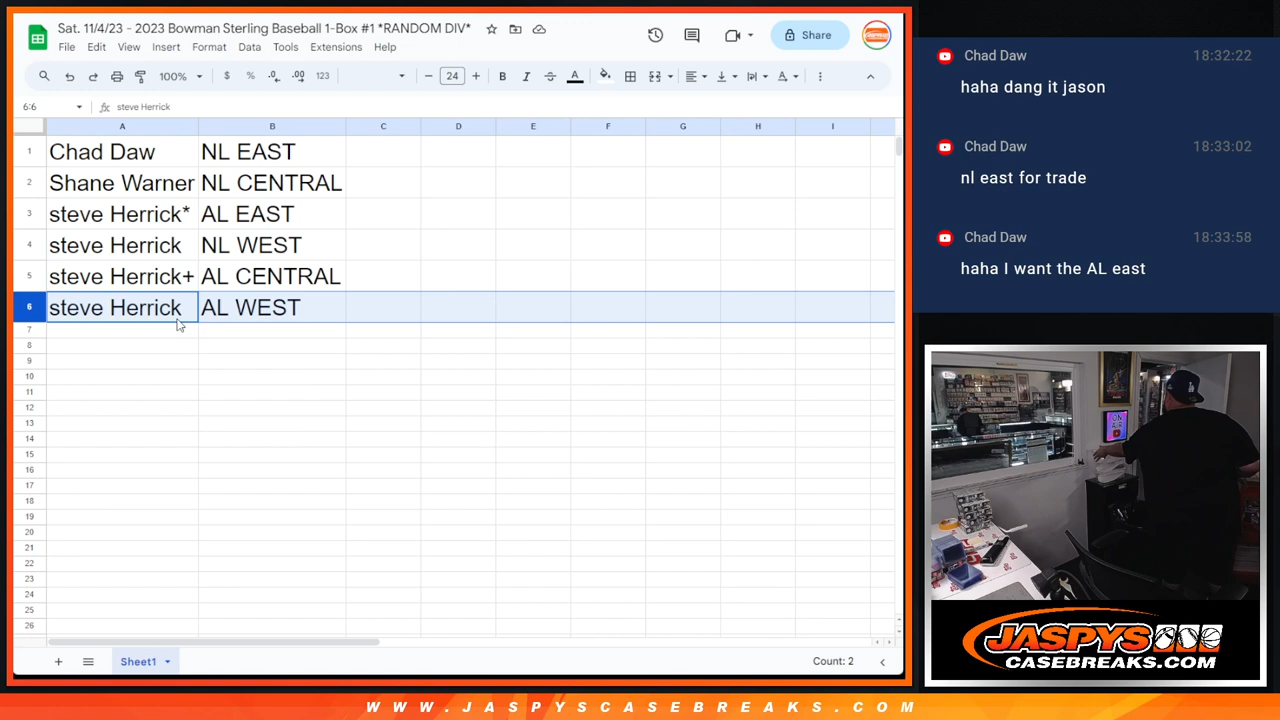 Sat. 11/4/23 - 2023 Bowman Sterling Baseball 1-Box #1 *RANDOM DIV*
File Edit View Insert Format Data Tools Extensions Help
Share
100% $ % .0 .00 123 24 B I A
6:6 fx steve Herrick
A B C D E F G H I
1 Chad Daw NL EAST
2 Shane Warner NL CENTRAL
3 steve Herrick* AL EAST
4 steve Herrick NL WEST
5 steve Herrick+ AL CENTRAL
6 steve Herrick AL WEST
7
8
9
10
11
12
13
14
15
16
17
18
19
20
21
22
23
24
25
26
Sheet1
Count: 2
Chad Daw 18:32:22
haha dang it jason
Chad Daw 18:33:02
nl east for trade
Chad Daw 18:33:58
haha I want the AL east
ON AIR
JASPYS
CASEBREAKS.COM
WWW.JASPYSCASEBREAKS.COM